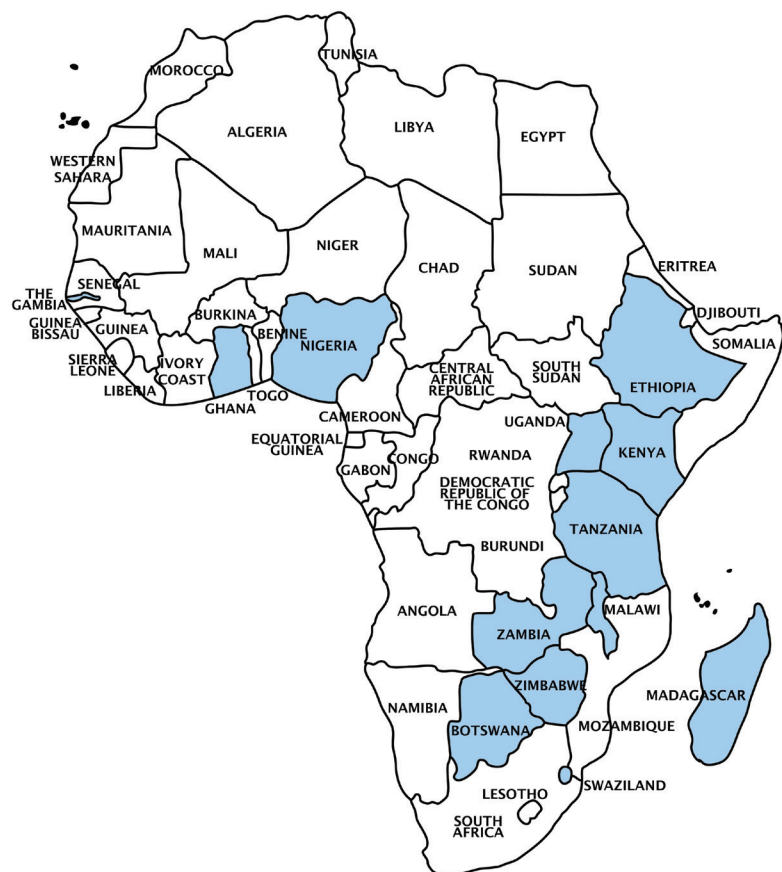 TUNISIA
MOROCCO
ALGERIA
LIBYA
EGYPT
WESTERN
SAHARA
MAURITANIA
MALI
NIGER
CHAD
SUDAN
ERITREA
THE
GAMBIA
SENEGAL
DJIBOUTI
GUINEA
BISSAU
GUINEA
BURKINA
BENINE
NIGERIA
SOMALIA
SIERRA
LEONE
IVORY
COAST
CENTRAL
AFRICAN
REPUBLIC
SOUTH
SUDAN
ETHIOPIA
LIBERIA
GHANA
TOGO
CAMEROON
UGANDA
EQUATORIAL
GUINEA
GABON
CONGO
RWANDA
KENYA
DEMOCRATIC
REPUBLIC OF
THE CONGO
TANZANIA
BURUNDI
ANGOLA
MALAWI
ZAMBIA
ZIMBABWE
MADAGASCAR
NAMIBIA
BOTSWANA
MOZAMBIQUE
SWAZILAND
LESOTHO
SOUTH
AFRICA